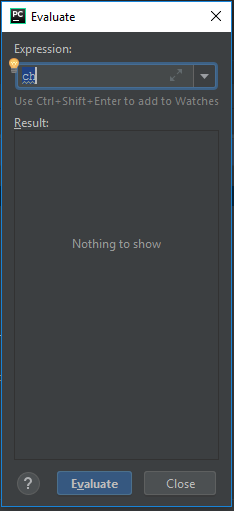 PC Evaluate
Expression:
ch
Use Ctrl+Shift+Enter to add to Watches
Result:
Nothing to show
? Evaluate Close